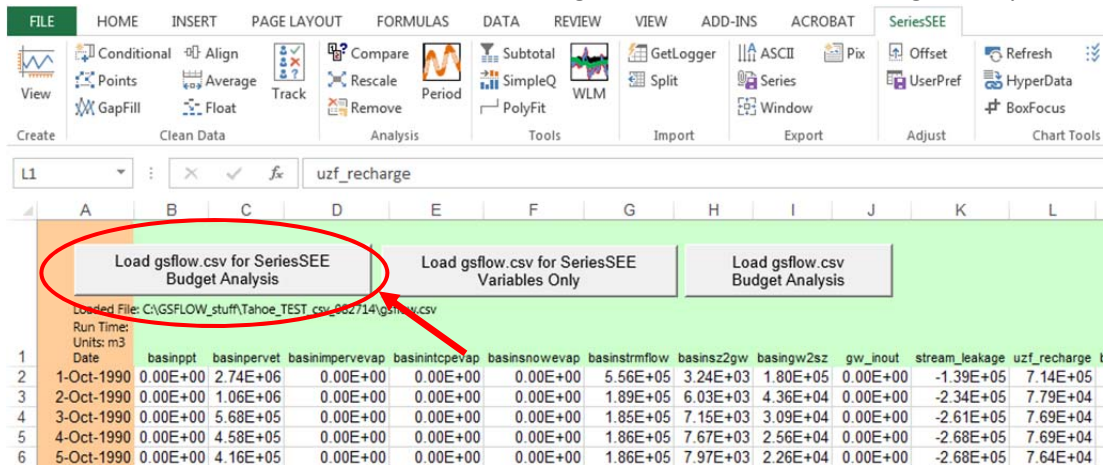 FILE HOME INSERT PAGE LAYOUT FORMULAS DATA REVIEW VIEW ADD-INS ACROBAT SeriesSEE
View Conditional Align Track Compare Period Subtotal WLM GetLogger ASCII Pix Offset Refresh
Points Average Rescale SimpleQ Split Series UserPref HyperData
GapFill Float Remove PolyFit Window BoxFocus
Create Clean Data Analysis Tools Import Export Adjust Chart Tools
L1 fx uzf_recharge
A B C D E F G H I J K L
Load gsflow.csv for SeriesSEE Load gsflow.csv for SeriesSEE Load gsflow.csv
Budget Analysis Variables Only Budget Analysis
Loaded File: C:\GSFLOW_stuff\Tahoe_TEST_csv_082714\gsflow.csv
Run Time:
Units: m3
1 Date basinppt basinpervet basinimpervevap basinintcpevap basinsnowevap basinstrmflow basinsz2gw basingw2sz gw_inout stream_leakage uzf_recharge
2 1-Oct-1990 0.00E+00 2.74E+06 0.00E+00 0.00E+00 0.00E+00 5.56E+05 3.24E+03 1.80E+05 0.00E+00 -1.39E+05 7.14E+05
3 2-Oct-1990 0.00E+00 1.06E+06 0.00E+00 0.00E+00 0.00E+00 1.89E+05 6.03E+03 4.36E+04 0.00E+00 -2.34E+05 7.79E+04
4 3-Oct-1990 0.00E+00 5.68E+05 0.00E+00 0.00E+00 0.00E+00 1.85E+05 7.15E+03 3.09E+04 0.00E+00 -2.61E+05 7.69E+04
5 4-Oct-1990 0.00E+00 4.58E+05 0.00E+00 0.00E+00 0.00E+00 1.86E+05 7.67E+03 2.56E+04 0.00E+00 -2.68E+05 7.69E+04
6 5-Oct-1990 0.00E+00 4.16E+05 0.00E+00 0.00E+00 0.00E+00 1.86E+05 7.97E+03 2.26E+04 0.00E+00 -2.68E+05 7.64E+04